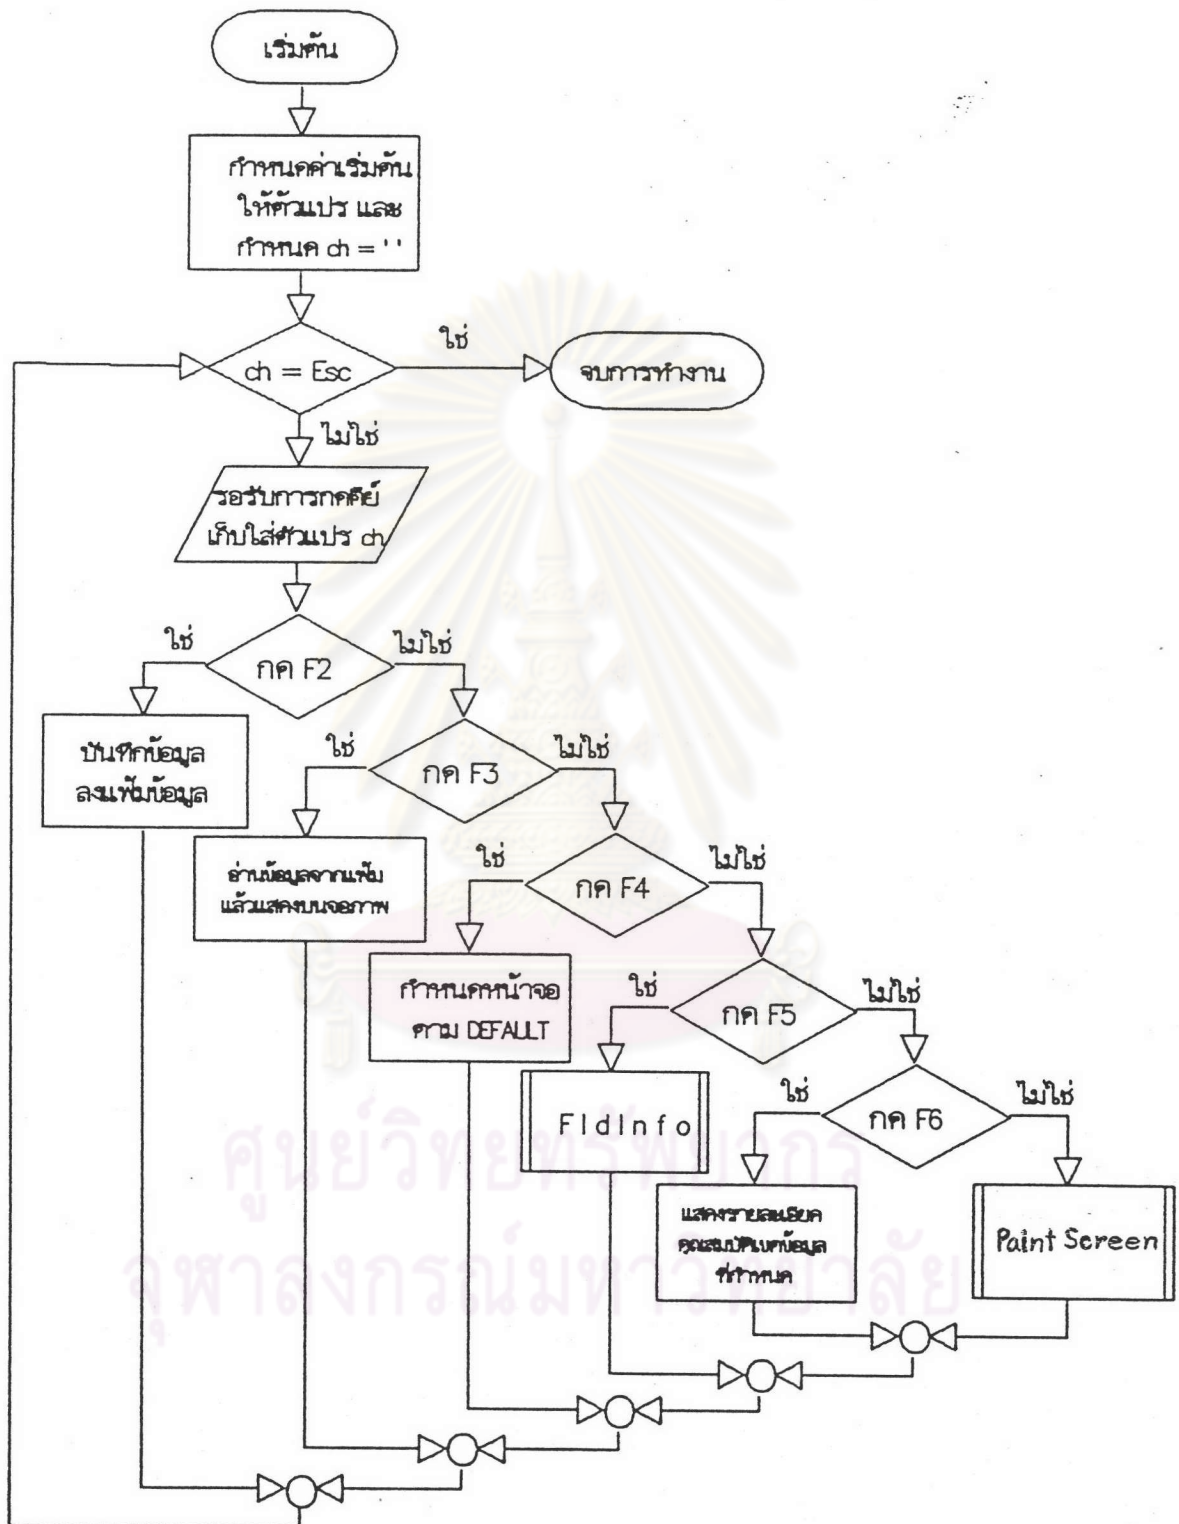 เริ่มต้น
กำหนดค่าเริ่มต้น
ให้ตัวแปร และ
กำหนด ch = ' '
ch = Esc
ใช่
จบการทำงาน
ไม่ใช่
รอรับการกดคีย์
เก็บใส่ตัวแปร ch
ใช่
กด F2
ไม่ใช่
บันทึกข้อมูล
ลงแฟ้มข้อมูล
ใช่
กด F3
ไม่ใช่
อ่านข้อมูลจากแฟ้ม
แล้วแสดงบนจอภาพ
ใช่
กด F4
ไม่ใช่
กำหนดหน้าจอ
ตาม DEFAULT
ใช่
กด F5
ไม่ใช่
FldInfo
ใช่
กด F6
ไม่ใช่
แสดงรายละเอียด
คุณสมบัติเขตข้อมูล
ที่กำหนด
Paint Screen
ศูนย์วิทยทรัพยากร
จุฬาลงกรณ์มหาวิทยาลัย